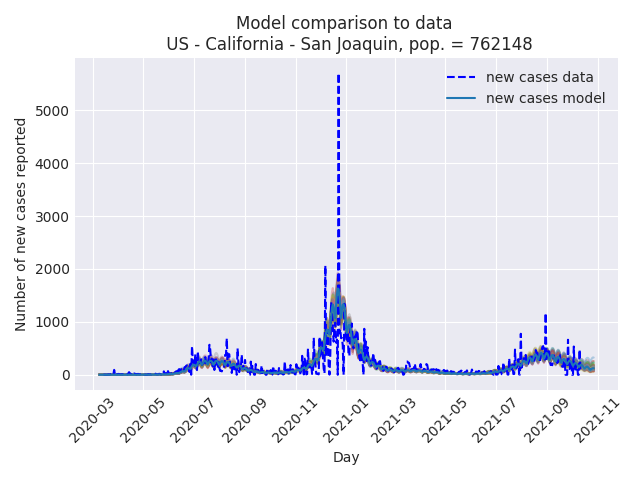 Model comparison to data
US - California - San Joaquin, pop. = 762148
new cases data
new cases model
Number of new cases reported
5000
4000
3000
2000
1000
0
2020-03
2020-05
2020-07
2020-09
2020-11
2021-01
2021-03
2021-05
2021-07
2021-09
2021-11
Day